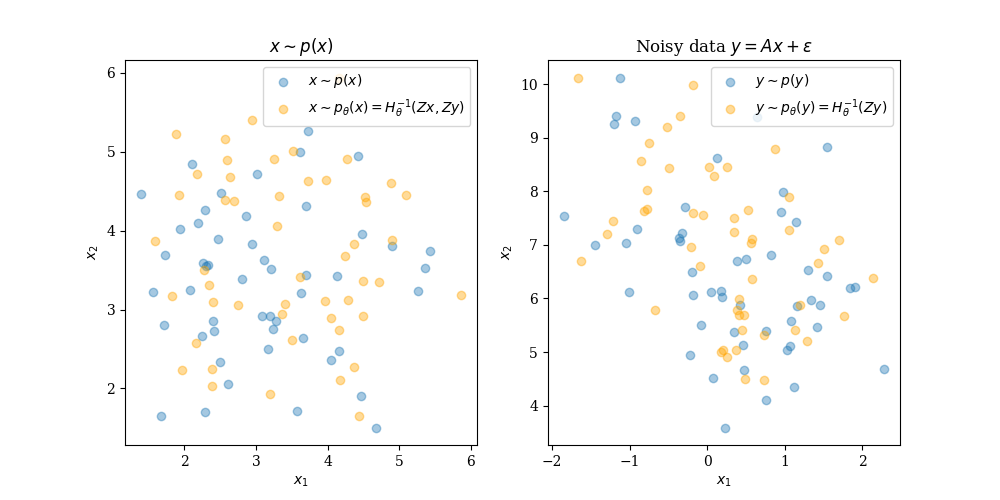 x ∼ p(x)
x ∼ p(x)
x ∼ p_θ(x) = H_θ^{-1}(Zx, Zy)
x_2
6
5
4
3
2
2 3 4 5 6
x_1
Noisy data y = Ax + ε
y ∼ p(y)
y ∼ p_θ(y) = H_θ^{-1}(Zy)
x_2
10
9
8
7
6
5
4
−2 −1 0 1 2
x_1